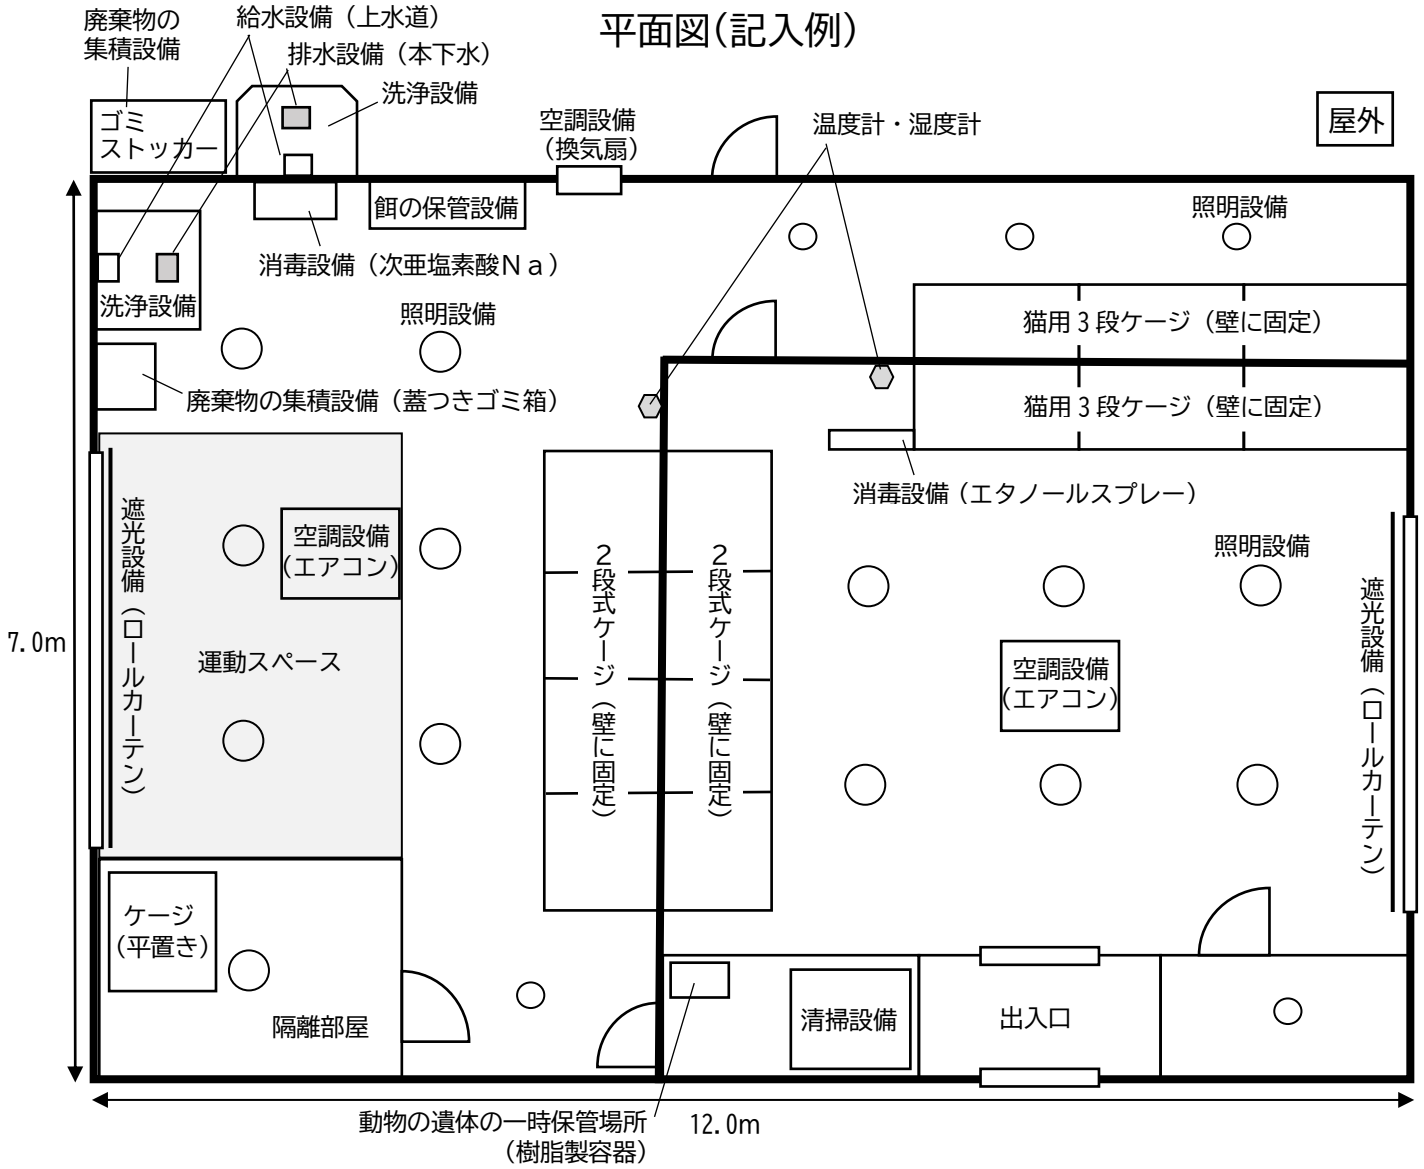 平面図(記入例)
廃棄物の
集積設備
給水設備（上水道）
排水設備（本下水）
洗浄設備
屋外
ゴミ
ストッカー
空調設備
（換気扇）
温度計・湿度計
餌の保管設備
照明設備
消毒設備（次亜塩素酸Ｎａ）
洗浄設備
照明設備
猫用３段ケージ（壁に固定）
廃棄物の集積設備（蓋つきゴミ箱）
猫用３段ケージ（壁に固定）
消毒設備（エタノールスプレー）
遮光設備（ロールカーテン）
空調設備
（エアコン）
２段式ケージ（壁に固定）
２段式ケージ（壁に固定）
照明設備
遮光設備（ロールカーテン）
7.0m
運動スペース
空調設備
（エアコン）
ケージ
（平置き）
隔離部屋
清掃設備
出入口
動物の遺体の一時保管場所
（樹脂製容器）
12.0m